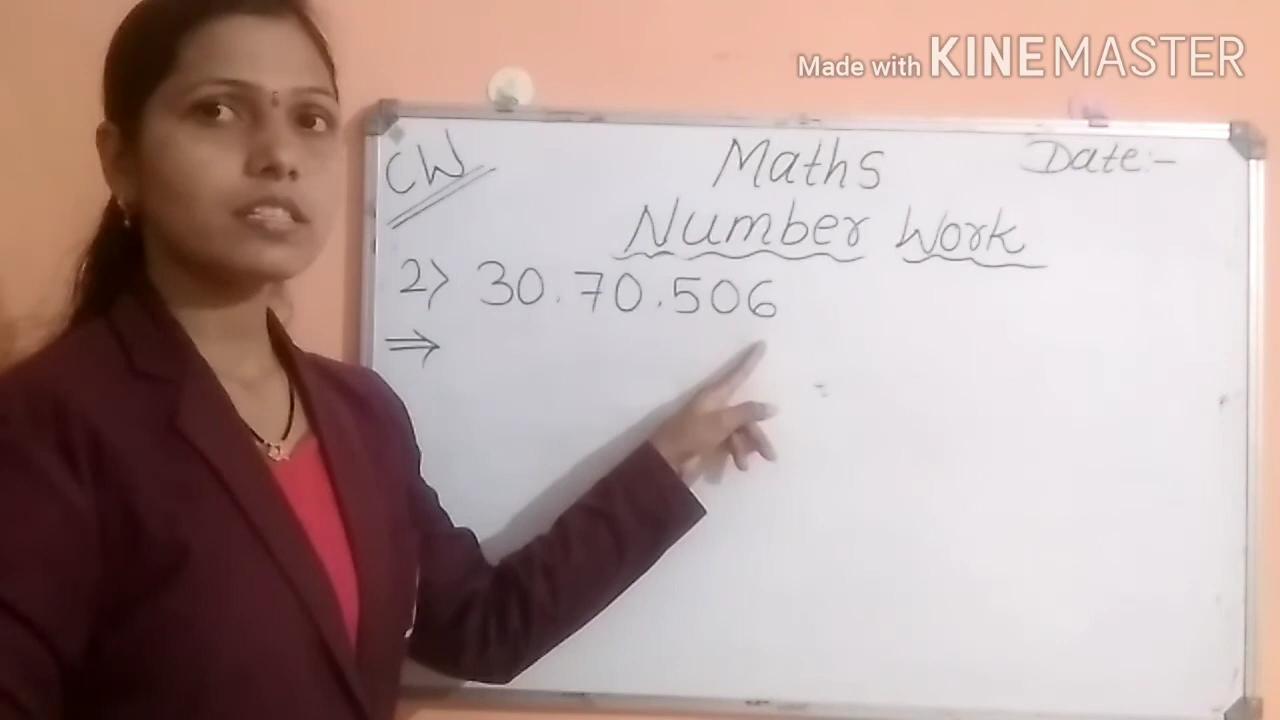 Made with KINEMASTER
CW Maths Date:-
Number Work
2> 30.70.506
⇒